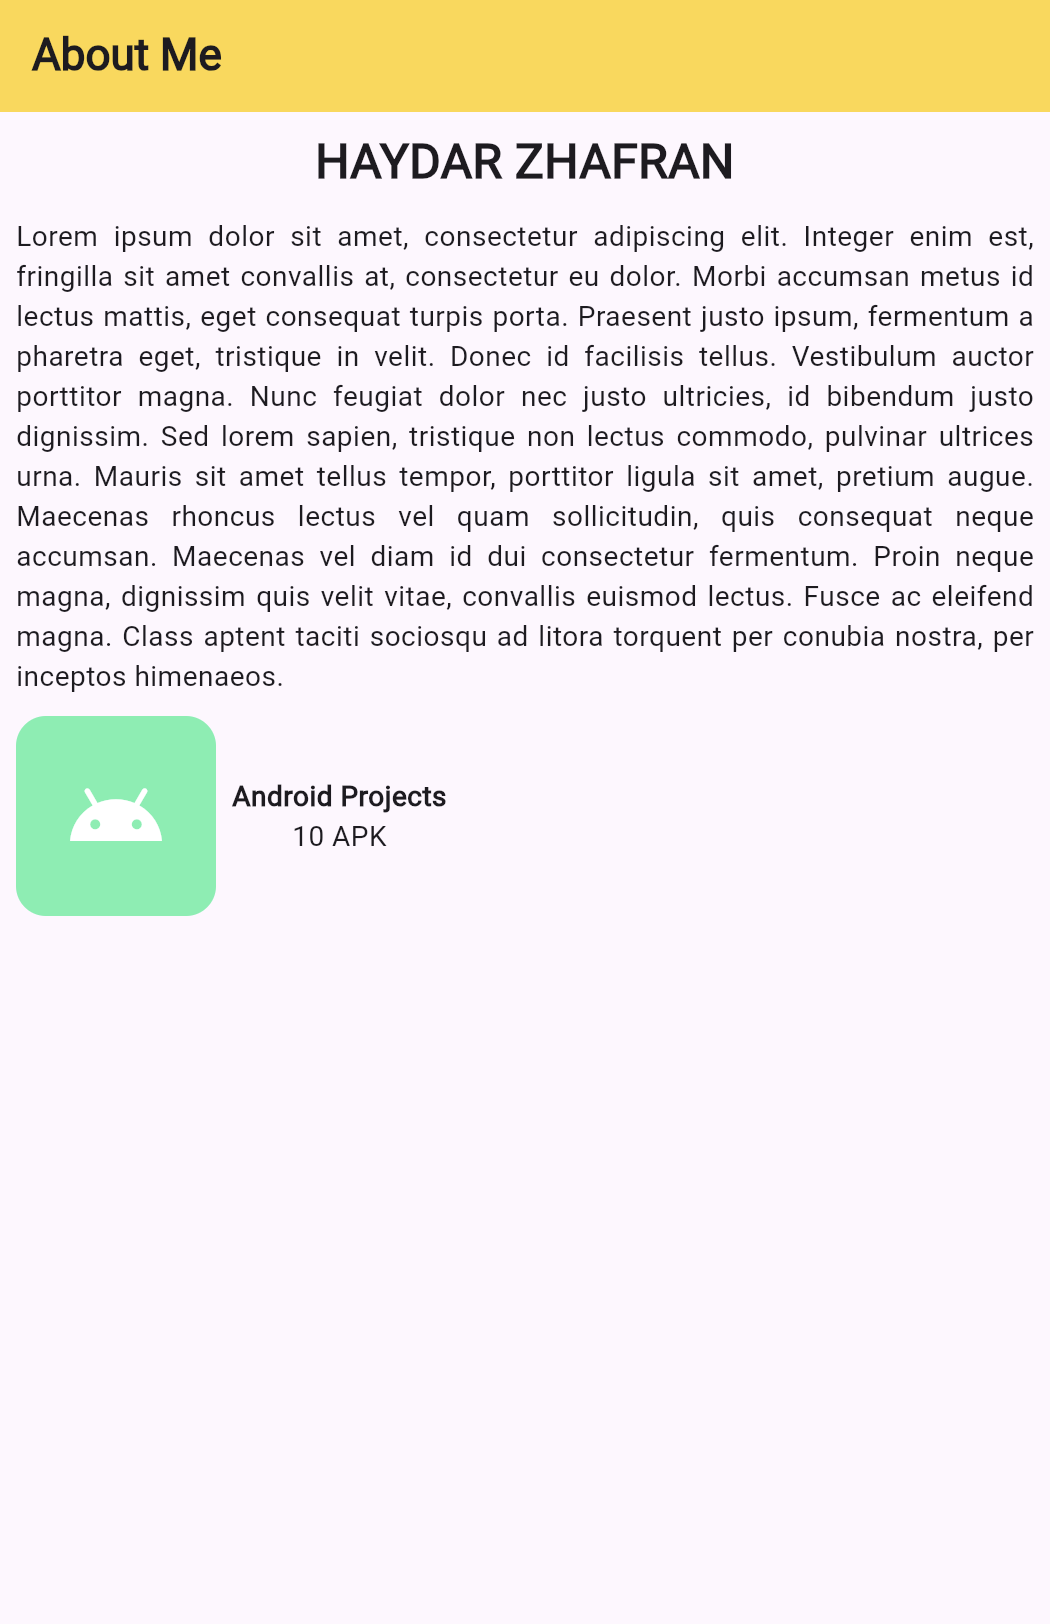 About Me
HAYDAR ZHAFRAN
Lorem ipsum dolor sit amet, consectetur adipiscing elit. Integer enim est,
fringilla sit amet convallis at, consectetur eu dolor. Morbi accumsan metus id
lectus mattis, eget consequat turpis porta. Praesent justo ipsum, fermentum a
pharetra eget, tristique in velit. Donec id facilisis tellus. Vestibulum auctor
porttitor magna. Nunc feugiat dolor nec justo ultricies, id bibendum justo
dignissim. Sed lorem sapien, tristique non lectus commodo, pulvinar ultrices
urna. Mauris sit amet tellus tempor, porttitor ligula sit amet, pretium augue.
Maecenas rhoncus lectus vel quam sollicitudin, quis consequat neque
accumsan. Maecenas vel diam id dui consectetur fermentum. Proin neque
magna, dignissim quis velit vitae, convallis euismod lectus. Fusce ac eleifend
magna. Class aptent taciti sociosqu ad litora torquent per conubia nostra, per
inceptos himenaeos.
Android Projects
10 APK